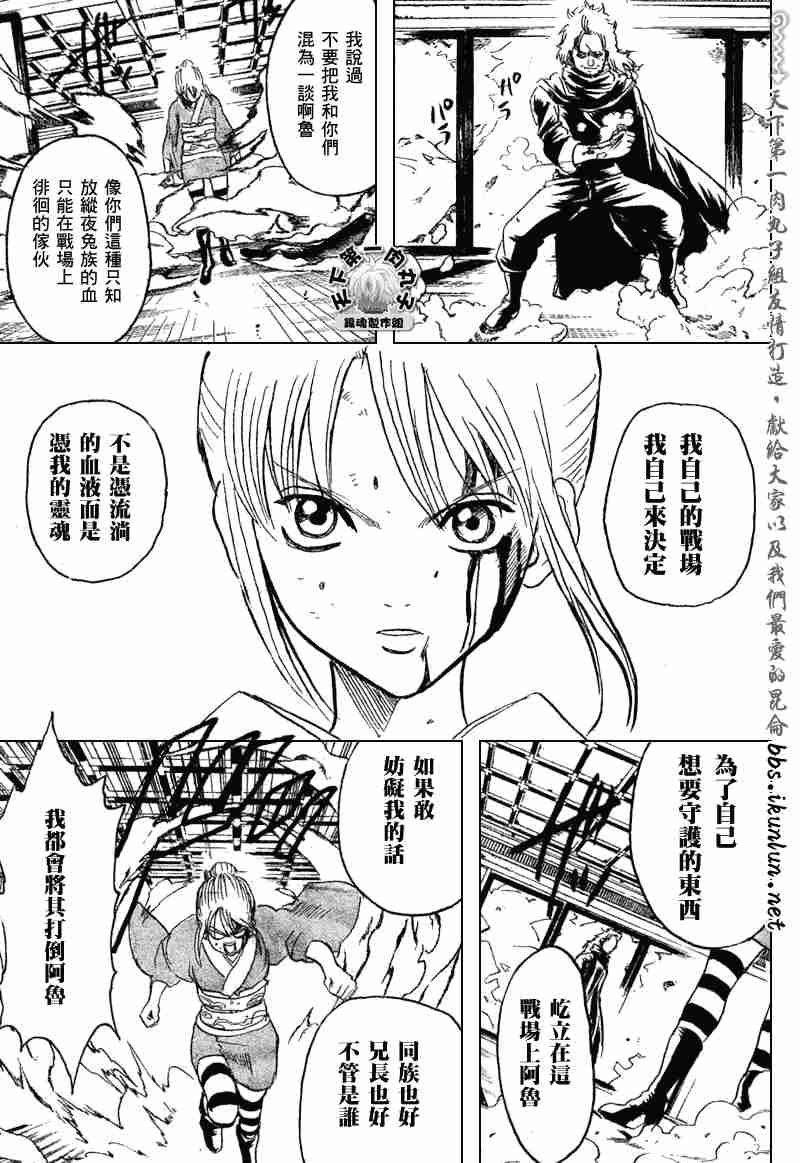 パラ
パラ
我說過
不要把我和你們
混為一談啊魯
像你們這種只知
放縱夜兔族的血
只能在戰場上
徘徊的傢伙
天下第一肉丸子
銀魂製作組
我自己的戰場
我自己來決定
不是憑流淌
的血液而是
憑我的靈魂
為了自己
想要守護的東西
屹立在這
戰場上阿魯
如果敢
妨礙我的話
同族也好
兄長也好
不管是誰
我都會將其打倒阿魯
天下第一肉丸子組友情打造，獻給大家以及我們最愛的昆侖
bbs.ikunlun.net